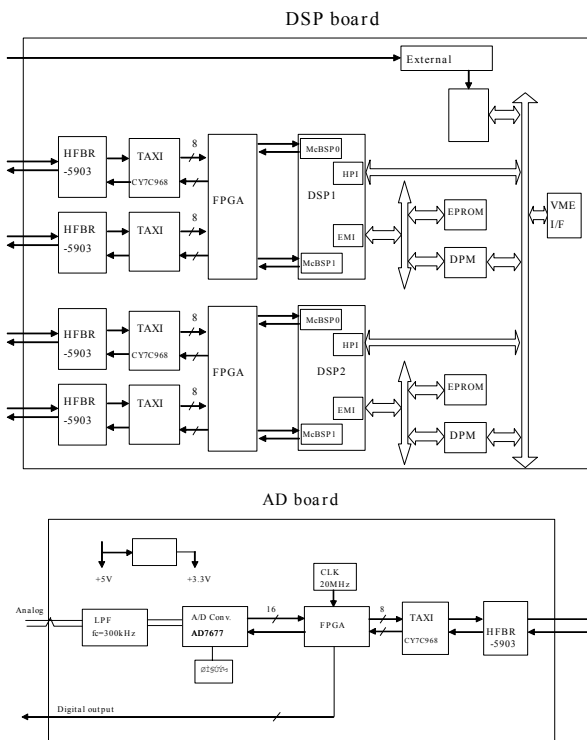 DSP board
External
HFBR
-5903
TAXI
CY7C968
8
FPGA
McBSP0
HPI
DSP1
EMI
McBSP1
EPROM
DPM
VME
I/F
HFBR
-5903
TAXI
8
HFBR
-5903
TAXI
CY7C968
8
FPGA
McBSP0
HPI
DSP2
EMI
McBSP1
EPROM
DPM
HFBR
-5903
TAXI
8
AD board
+5V
+3.3V
CLK
20MHz
Analog
LPF
fc=300kHz
A/D Conv.
AD7677
16
FPGA
8
TAXI
CY7C968
HFBR
-5903
Digital output